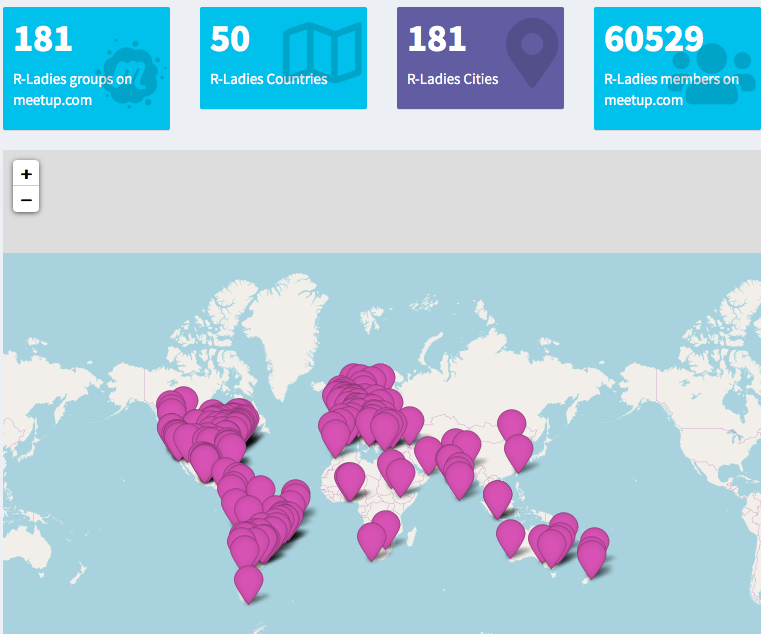 181
R-Ladies groups on
meetup.com
50
R-Ladies Countries
181
R-Ladies Cities
60529
R-Ladies members on
meetup.com
+
−